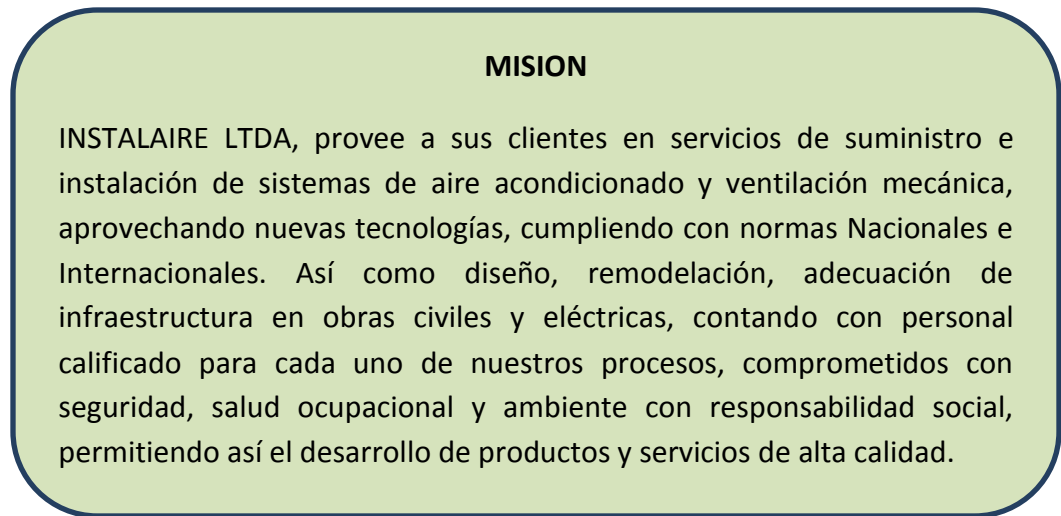 MISION
INSTALAIRE LTDA, provee a sus clientes en servicios de suministro e
instalación de sistemas de aire acondicionado y ventilación mecánica,
aprovechando nuevas tecnologías, cumpliendo con normas Nacionales e
Internacionales. Así como diseño, remodelación, adecuación de
infraestructura en obras civiles y eléctricas, contando con personal
calificado para cada uno de nuestros procesos, comprometidos con
seguridad, salud ocupacional y ambiente con responsabilidad social,
permitiendo así el desarrollo de productos y servicios de alta calidad.